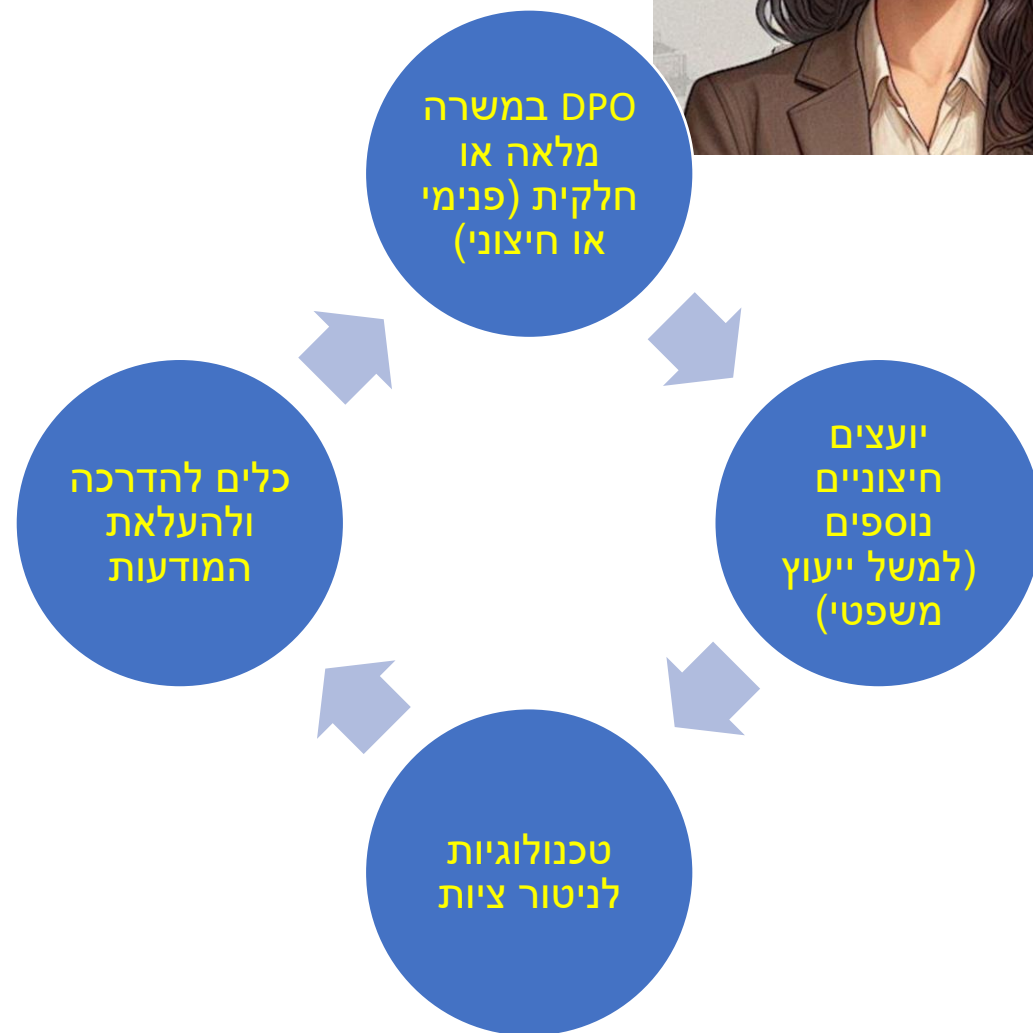 DPO במשרה
מלאה או
חלקית (פנימי
או חיצוני)
יועצים
חיצוניים
נוספים
(למשל ייעוץ
משפטי)
טכנולוגיות
לניטור ציות
כלים להדרכה
ולהעלאת
המודעות